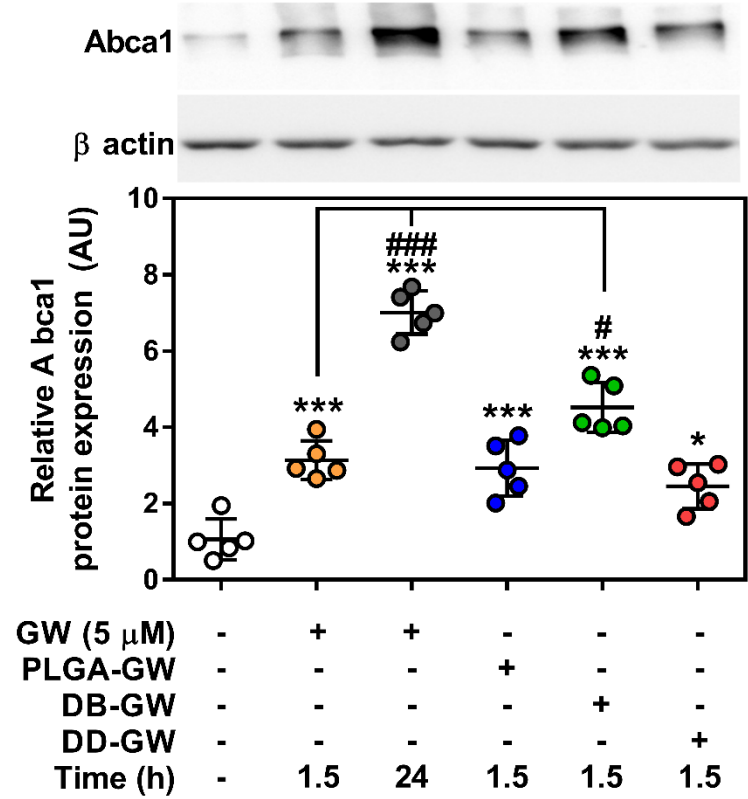 Abca1
β actin
Relative A bca1
protein expression (AU)
10
8
6
4
2
0
###
***
#
***
***
***
*
GW (5 μM) - + + - - -
PLGA-GW - - - + - -
DB-GW - - - - + -
DD-GW - - - - - +
Time (h) - 1.5 24 1.5 1.5 1.5